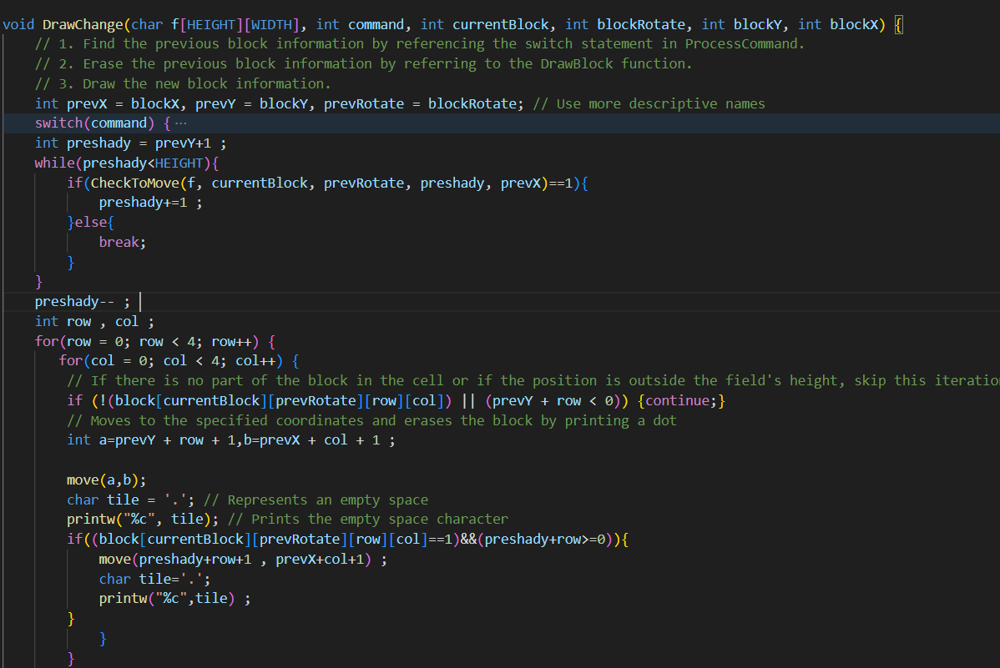 void DrawChange(char f[HEIGHT][WIDTH], int command, int currentBlock, int blockRotate, int blockY, int blockX) {
// 1. Find the previous block information by referencing the switch statement in ProcessCommand.
// 2. Erase the previous block information by referring to the DrawBlock function.
// 3. Draw the new block information.
int prevX = blockX, prevY = blockY, prevRotate = blockRotate; // Use more descriptive names
switch(command) { ⋯
int preshady = prevY+1 ;
while(preshady<HEIGHT){
if(CheckToMove(f, currentBlock, prevRotate, preshady, prevX)==1){
preshady+=1 ;
}else{
break;
}
}
preshady-- ;
int row , col ;
for(row = 0; row < 4; row++) {
for(col = 0; col < 4; col++) {
// If there is no part of the block in the cell or if the position is outside the field's height, skip this
if (!(block[currentBlock][prevRotate][row][col]) || (prevY + row < 0)) {continue;}
// Moves to the specified coordinates and erases the block by printing a dot
int a=prevY + row + 1,b=prevX + col + 1 ;
move(a,b);
char tile = '.'; // Represents an empty space
printw("%c", tile); // Prints the empty space character
if((block[currentBlock][prevRotate][row][col]==1)&&(preshady+row>=0)){
move(preshady+row+1 , prevX+col+1) ;
char tile='.';
printw("%c",tile) ;
}
}
}